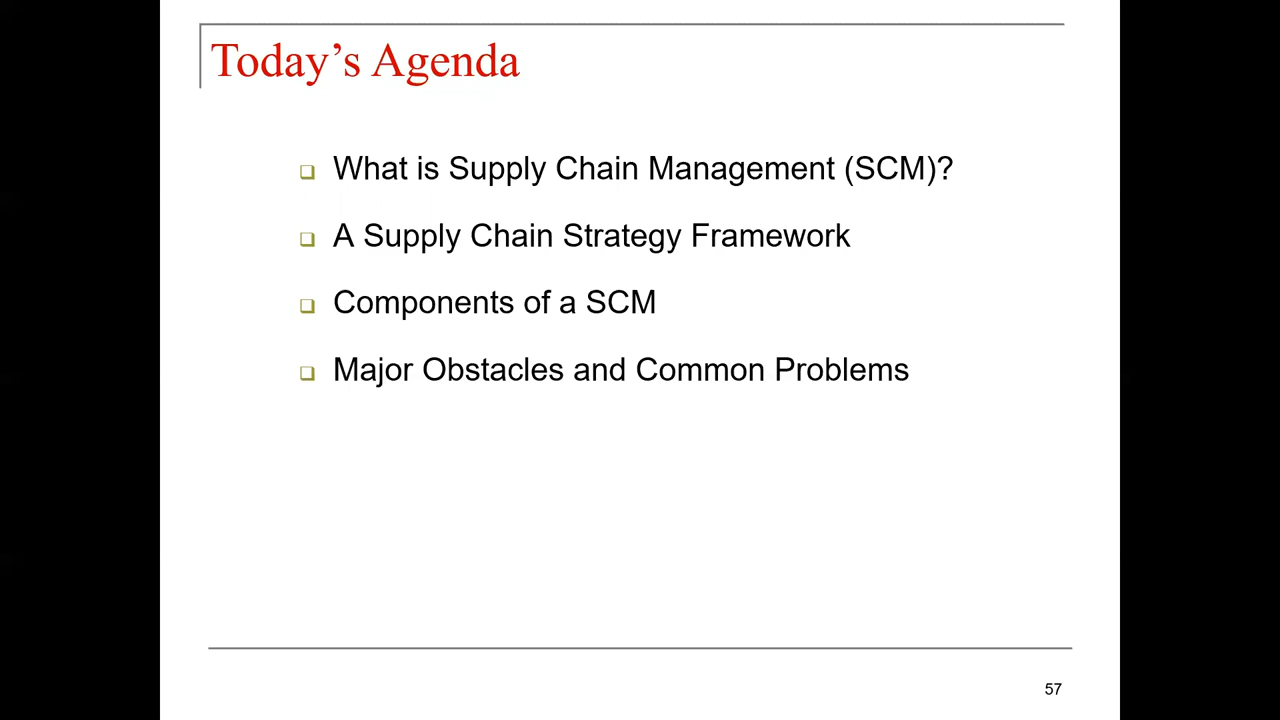 Today’s Agenda
What is Supply Chain Management (SCM)?
A Supply Chain Strategy Framework
Components of a SCM
Major Obstacles and Common Problems
57